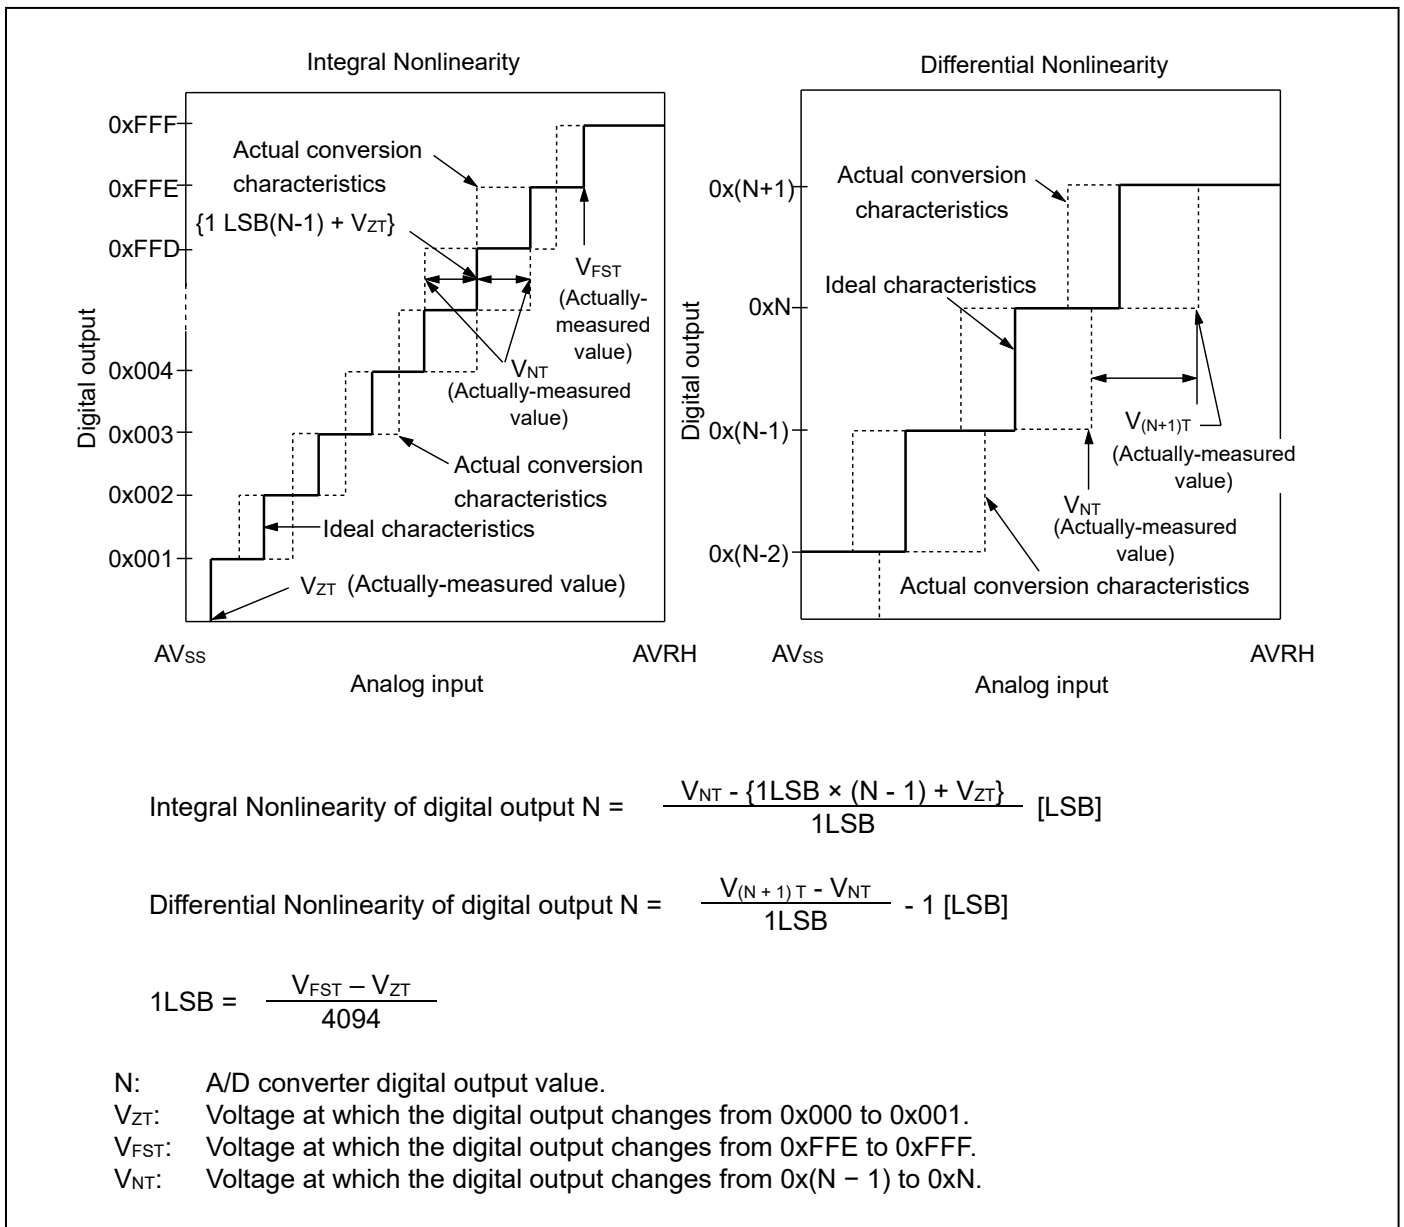 Integral Nonlinearity
0xFFF
0xFFE
0xFFD
0x004
0x003
0x002
0x001
Digital output
Actual conversion
characteristics
{1 LSB(N-1) + VZT}
VFST
(Actually-
measured
value)
VNT
(Actually-measured
value)
Actual conversion
characteristics
Ideal characteristics
VZT (Actually-measured value)
AVSS
AVRH
Analog input
Differential Nonlinearity
0x(N+1)
0xN
0x(N-1)
0x(N-2)
Digital output
Actual conversion
characteristics
Ideal characteristics
V(N+1)T
(Actually-measured
value)
VNT
(Actually-measured
value)
Actual conversion characteristics
AVSS
AVRH
Analog input
Integral Nonlinearity of digital output N =
VNT - {1LSB × (N - 1) + VZT}
1LSB
[LSB]
Differential Nonlinearity of digital output N =
V(N + 1) T - VNT
1LSB
- 1 [LSB]
1LSB =
VFST – VZT
4094
N: A/D converter digital output value.
VZT: Voltage at which the digital output changes from 0x000 to 0x001.
VFST: Voltage at which the digital output changes from 0xFFE to 0xFFF.
VNT: Voltage at which the digital output changes from 0x(N − 1) to 0xN.